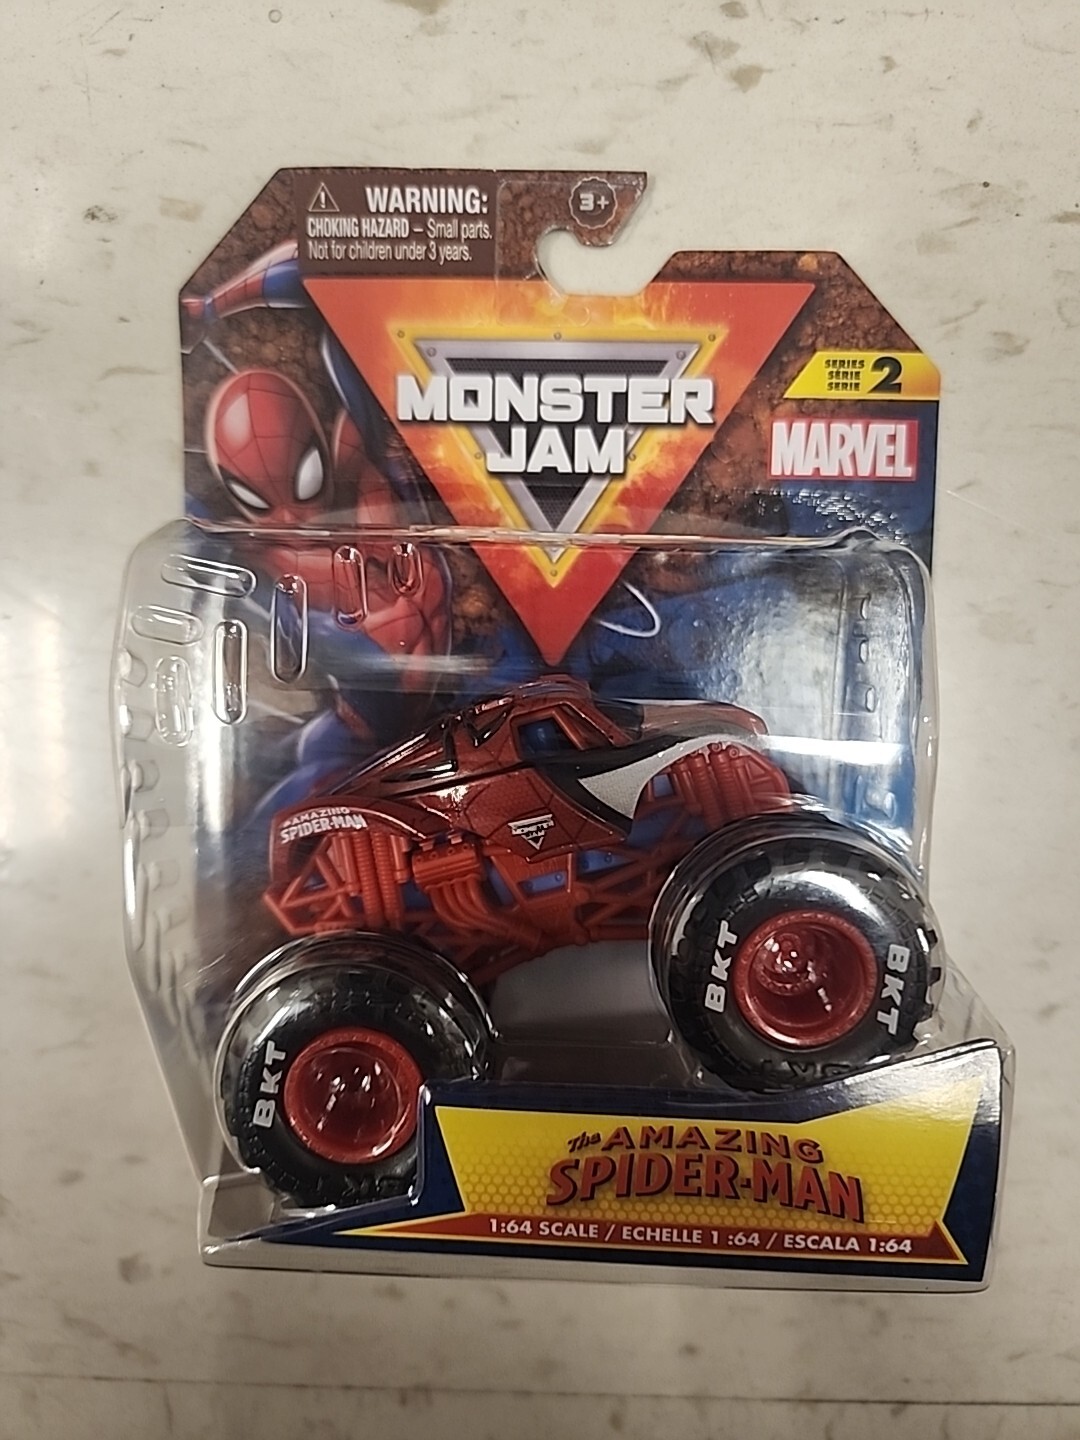 WARNING:
CHOKING HAZARD – Small parts.
Not for children under 3 years.
3+
MONSTER
JAM
SERIES
SÉRIE
SERIE
2
MARVEL
AMAZING
SPIDER-MAN
MONSTER
JAM
BKT
BKT
BKT
The AMAZING
SPIDER-MAN
1:64 SCALE / ECHELLE 1 :64 / ESCALA 1:64